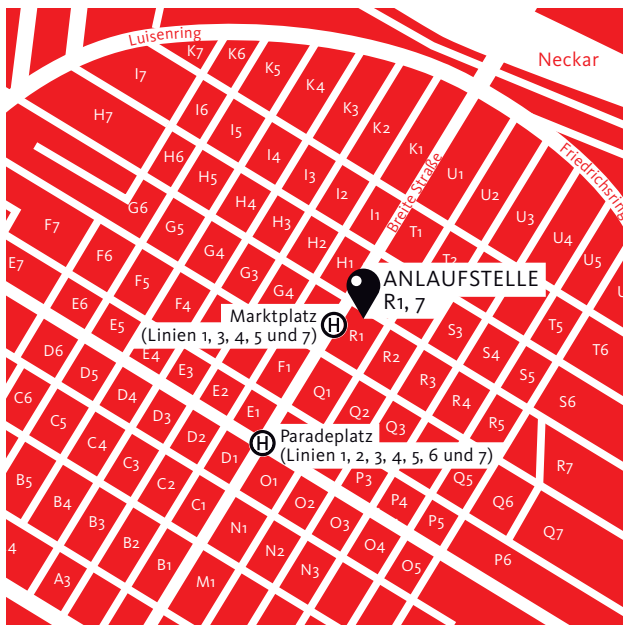 Luisenring
K7
K6
K5
K4
K3
K2
K1
Neckar
Friedrichsring
Breite Straße
I7
I6
I5
I4
I3
I2
I1
H7
H6
H5
H4
H3
H2
H1
U1
U2
U3
U4
U5
U
T1
T2
T5
T6
G6
G5
G4
G3
G4
F7
F6
F5
F4
F1
ANLAUFSTELLE
R1, 7
Marktplatz
(Linien 1, 3, 4, 5 und 7)
H
R1
R2
R3
R4
R5
R7
S3
S4
S5
S6
E7
E6
E5
E4
E3
E2
E1
Q1
Q2
Q3
Q5
Q6
Q7
D6
D5
D4
D3
D2
D1
H
Paradeplatz
(Linien 1, 2, 3, 4, 5, 6 und 7)
P3
P4
P5
P6
C6
C5
C4
C3
C2
C1
O1
O2
O3
O4
O5
B5
B4
B3
B2
B1
N1
N2
N3
4
A3
M1